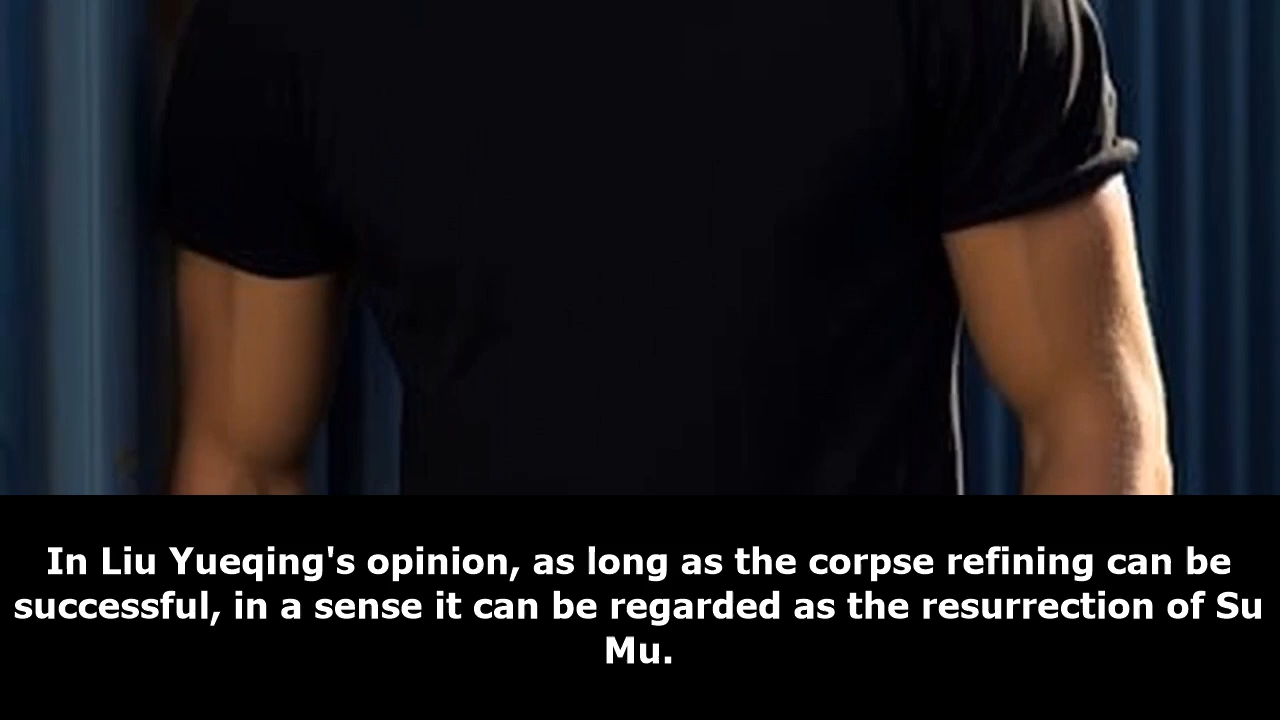 In Liu Yueqing's opinion, as long as the corpse refining can be
successful, in a sense it can be regarded as the resurrection of Su
Mu.